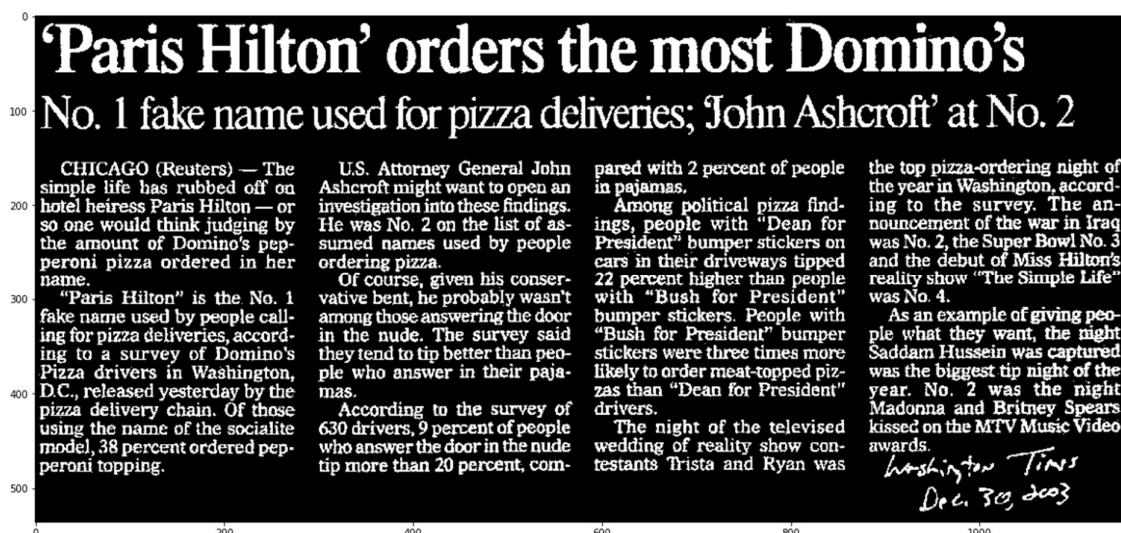 ‘Paris Hilton’ orders the most Domino’s
No. 1 fake name used for pizza deliveries; ‘John Ashcroft’ at No. 2
CHICAGO (Reuters) — The
simple life has rubbed off on
hotel heiress Paris Hilton — or
so one would think judging by
the amount of Domino’s pep-
peroni pizza ordered in her
name.
“Paris Hilton” is the No. 1
fake name used by people call-
ing for pizza deliveries, accord-
ing to a survey of Domino’s
Pizza drivers in Washington,
D.C., released yesterday by the
pizza delivery chain. Of those
using the name of the socialite
model, 38 percent ordered pep-
peroni topping.
U.S. Attorney General John
Ashcroft might want to open an
investigation into these findings.
He was No. 2 on the list of as-
sumed names used by people
ordering pizza.
Of course, given his conser-
vative bent, he probably wasn’t
among those answering the door
in the nude. The survey said
they tend to tip better than peo-
ple who answer in their paja-
mas.
According to the survey of
630 drivers, 9 percent of people
who answer the door in the nude
tip more than 20 percent, com-
pared with 2 percent of people
in pajamas.
Among political pizza find-
ings, people with “Dean for
President” bumper stickers on
cars in their driveways tipped
22 percent higher than people
with “Bush for President”
bumper stickers. People with
“Bush for President” bumper
stickers were three times more
likely to order meat-topped piz-
zas than “Dean for President”
drivers.
The night of the televised
wedding of reality show con-
testants Trista and Ryan was
the top pizza-ordering night of
the year in Washington, accord-
ing to the survey. The an-
nouncement of the war in Iraq
was No. 2, the Super Bowl No. 3
and the debut of Miss Hilton’s
reality show “The Simple Life”
was No. 4.
As an example of giving peo-
ple what they want, the night
Saddam Hussein was captured
was the biggest tip night of the
year. No. 2 was the night
Madonna and Britney Spears
kissed on the MTV Music Video
awards.
Washington Times
Dec. 30, 2003
0
100
200
300
400
500
0 200 400 600 800 1000